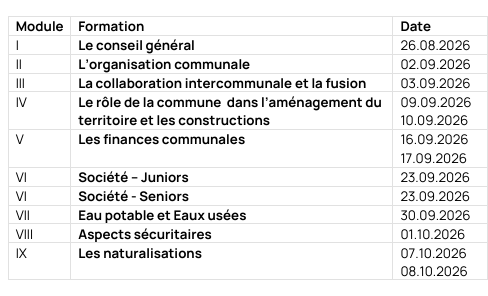 Module Formation Date
I Le conseil général 26.08.2026
II L'organisation communale 02.09.2026
III La collaboration intercommunale et la fusion 03.09.2026
IV Le rôle de la commune dans l'aménagement du 09.09.2026
territoire et les constructions 10.09.2026
V Les finances communales 16.09.2026
17.09.2026
VI Société – Juniors 23.09.2026
VI Société - Seniors 23.09.2026
VII Eau potable et Eaux usées 30.09.2026
VIII Aspects sécuritaires 01.10.2026
IX Les naturalisations 07.10.2026
08.10.2026